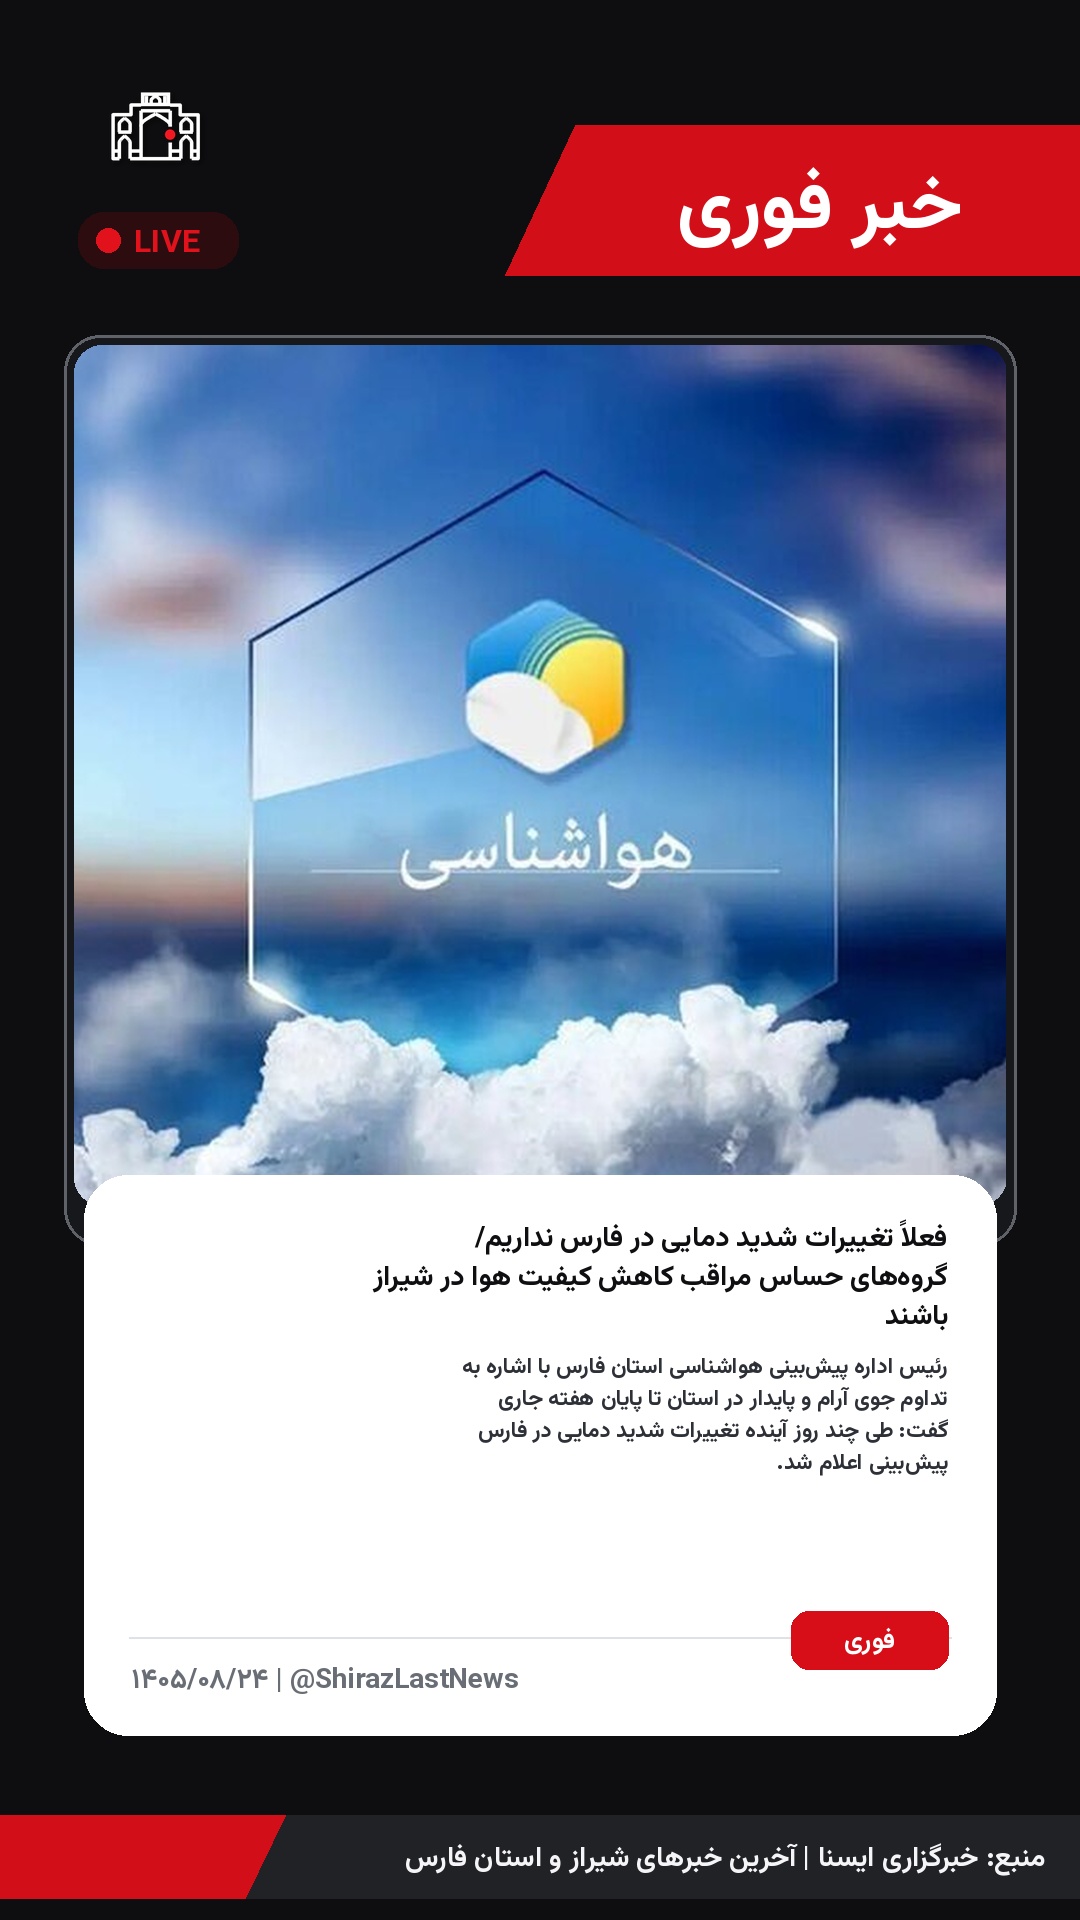 LIVE
خبر فوری
هواشناسی
فعلاً تغییرات شدید دمایی در فارس نداریم/
گروه‌های حساس مراقب کاهش کیفیت هوا در شیراز
باشند
رئیس اداره پیش‌بینی هواشناسی استان فارس با اشاره به
تداوم جوی آرام و پایدار در استان تا پایان هفته جاری
گفت: طی چند روز آینده تغییرات شدید دمایی در فارس
پیش‌بینی اعلام شد.
فوری
۱۴۰۵/۰۸/۲۴ | @ShirazLastNews
منبع: خبرگزاری ایسنا | آخرین خبرهای شیراز و استان فارس